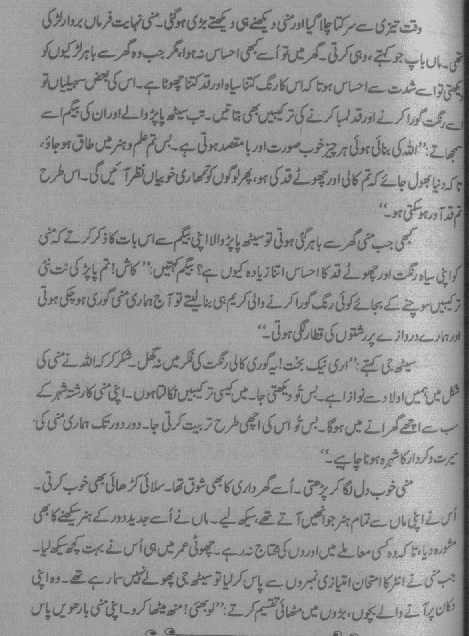 وقت تیزی سے سرکتا چلا گیا اور منی دیکھتے ہی دیکھتے بڑی ہو گئی۔ منی نہایت فرماں بردار لڑکی
تھی۔ ماں باپ جو کہتے، وہی کرتی۔ گھر میں تو اُسے کبھی احساس نہ ہوا، مگر جب وہ گھر سے باہر لڑکیوں کو
دیکھتی تو اسے شدت سے احساس ہوتا کہ اس کا رنگ کتنا سیاہ اور قد کتنا چھوٹا ہے۔ اس کی بعض سہیلیاں تو
اسے رنگت گورا کرنے اور قد لمبا کرنے کی ترکیبیں بھی بتاتیں۔ تب سیٹھ پاپڑ والے اور ان کی بیگم اسے
سمجھاتے: ”اللہ کی بنائی ہوئی ہر چیز خوب صورت اور با مقصد ہوتی ہے۔ بس تم علم و ہنر میں طاق ہو جاؤ،
تاکہ دنیا بھول جائے کہ تم کالی اور چھوٹے قد کی ہو، پھر لوگوں کو تمھاری خوبیاں نظر آئیں گی۔ اس طرح
تم قد آور ہو سکتی ہو۔“
کبھی جب منی گھر سے باہر گئی ہوتی تو سیٹھ پاپڑ والا اپنی بیگم سے اس بات کا ذکر کرتے کہ منی
کو اپنی سیاہ رنگت اور چھوٹے قد کا احساس اتنا زیادہ کیوں ہے؟ بیگم کہتیں: ”کاش! تم پاپڑ کی نت نئی
ترکیبیں سوچنے کے بجائے کوئی رنگ گورا کرنے والی کریم ہی بنا لیتے تو آج ہماری منی گوری ہو چکی ہوتی
اور ہمارے دروازے پر رشتوں کی قطار لگی ہوتی۔“
سیٹھ جی کہتے: ”اری نیک بخت! یہ گوری کالی رنگت کی فکر میں نہ گھل۔ شکر کر کہ اللہ نے منی کی
شکل میں ہمیں اولاد سے نوازا ہے۔ بس تُو دیکھتی جا۔ میں کیسی ترکیبیں نکالتا ہوں۔ اپنی منی کا رشتہ شہر کے
سب سے اچھے گھرانے میں ہوگا۔ بس تُو اس کی اچھی طرح تربیت کرتی جا۔ دور دور تک ہماری منی کی
سیرت و کردار کا شہرہ ہونا چاہیے۔“
منی خوب دل لگا کر پڑھتی۔ اُسے گھر داری کا بھی شوق تھا۔ سلائی کڑھائی بھی خوب کرتی۔
اُس نے اپنی ماں سے تمام ہنر جو انھیں آتے تھے، سیکھ لیے۔ ماں نے اُسے جدید دور کے ہنر سیکھنے کا بھی
مشورہ دیا، تاکہ وہ کسی معاملے میں اوروں کی محتاج نہ رہے۔ چھوٹی عمر میں ہی اُس نے بہت کچھ سیکھ لیا۔
جب منی نے انٹر کا امتحان امتیازی نمبروں سے پاس کر لیا تو سیٹھ جی پھولے نہیں سما رہے تھے۔ وہ اپنی
دکان پر آنے والے بچوں، بڑوں میں مٹھائی تقسیم کرتے: ”لو بھئی! منھ میٹھا کرو۔ اپنی منی بارھویں پاس